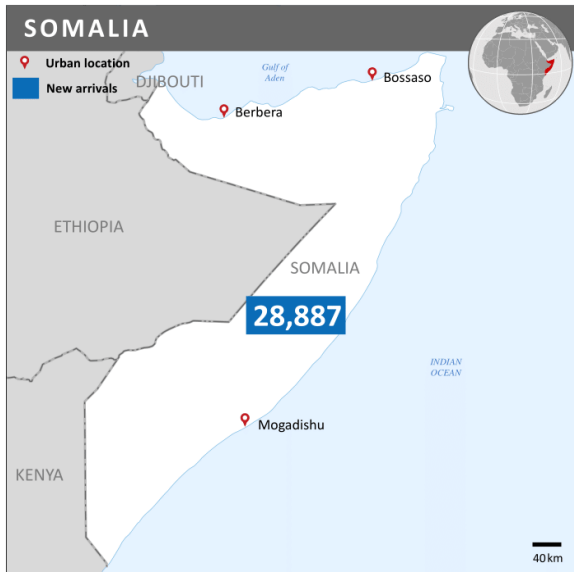 SOMALIA
Urban location
New arrivals
DJIBOUTI
Gulf of
Aden
Bossaso
Berbera
ETHIOPIA
SOMALIA
28,887
INDIAN
OCEAN
Mogadishu
KENYA
40 km